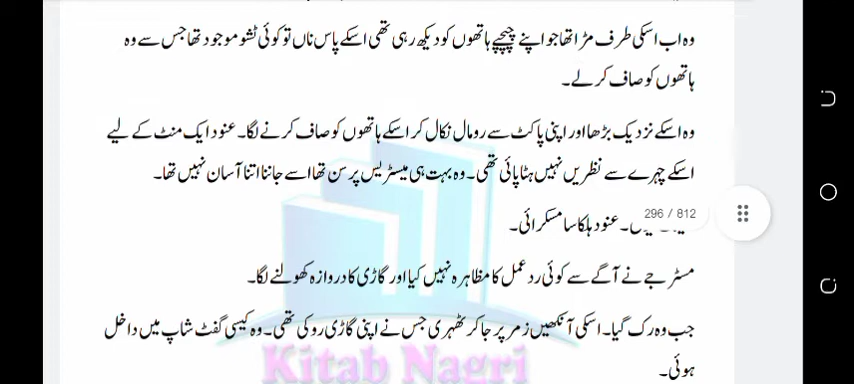 وہ اب اسکی طرف مڑا تھا جو اپنے چپچپے ہاتھوں کو دیکھ رہی تھی اسکے پاس ناں تو کوئی ٹشو موجود تھا جس سے وہ
ہاتھوں کو صاف کر لے۔
وہ اسکے نزدیک بڑھا اور اپنی پاکٹ سے رومال نکال کر اسکے ہاتھوں کو صاف کرنے لگا۔ عنود ایک منٹ کے لیے
اسکے چہرے سے نظریں نہیں ہٹا پائی تھی۔ وہ بہت ہی میسٹریس پرسن تھا اسے جاننا اتنا آسان نہیں تھا۔
296 / 812
۔ عنود ہلکا سا مسکرائی۔
مسٹر جے نے آگے سے کوئی رد عمل کا مظاہرہ نہیں کیا اور گاڑی کا دروازہ کھولنے لگا۔
جب وہ رک گیا۔ اسکی آنکھیں زمر پر جا کر ٹھہری جس نے اپنی گاڑی روکی تھی۔ وہ کیسی گفٹ شاپ میں داخل
ہوئی۔
Kitab Nagri